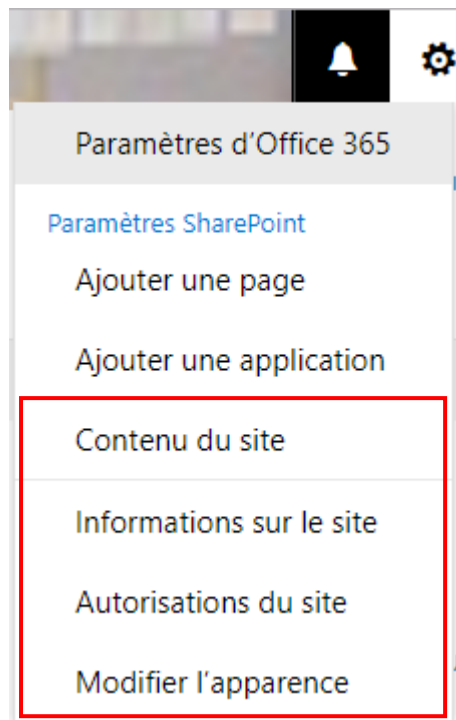 Paramètres d’Office 365
Paramètres SharePoint
Ajouter une page
Ajouter une application
Contenu du site
Informations sur le site
Autorisations du site
Modifier l’apparence